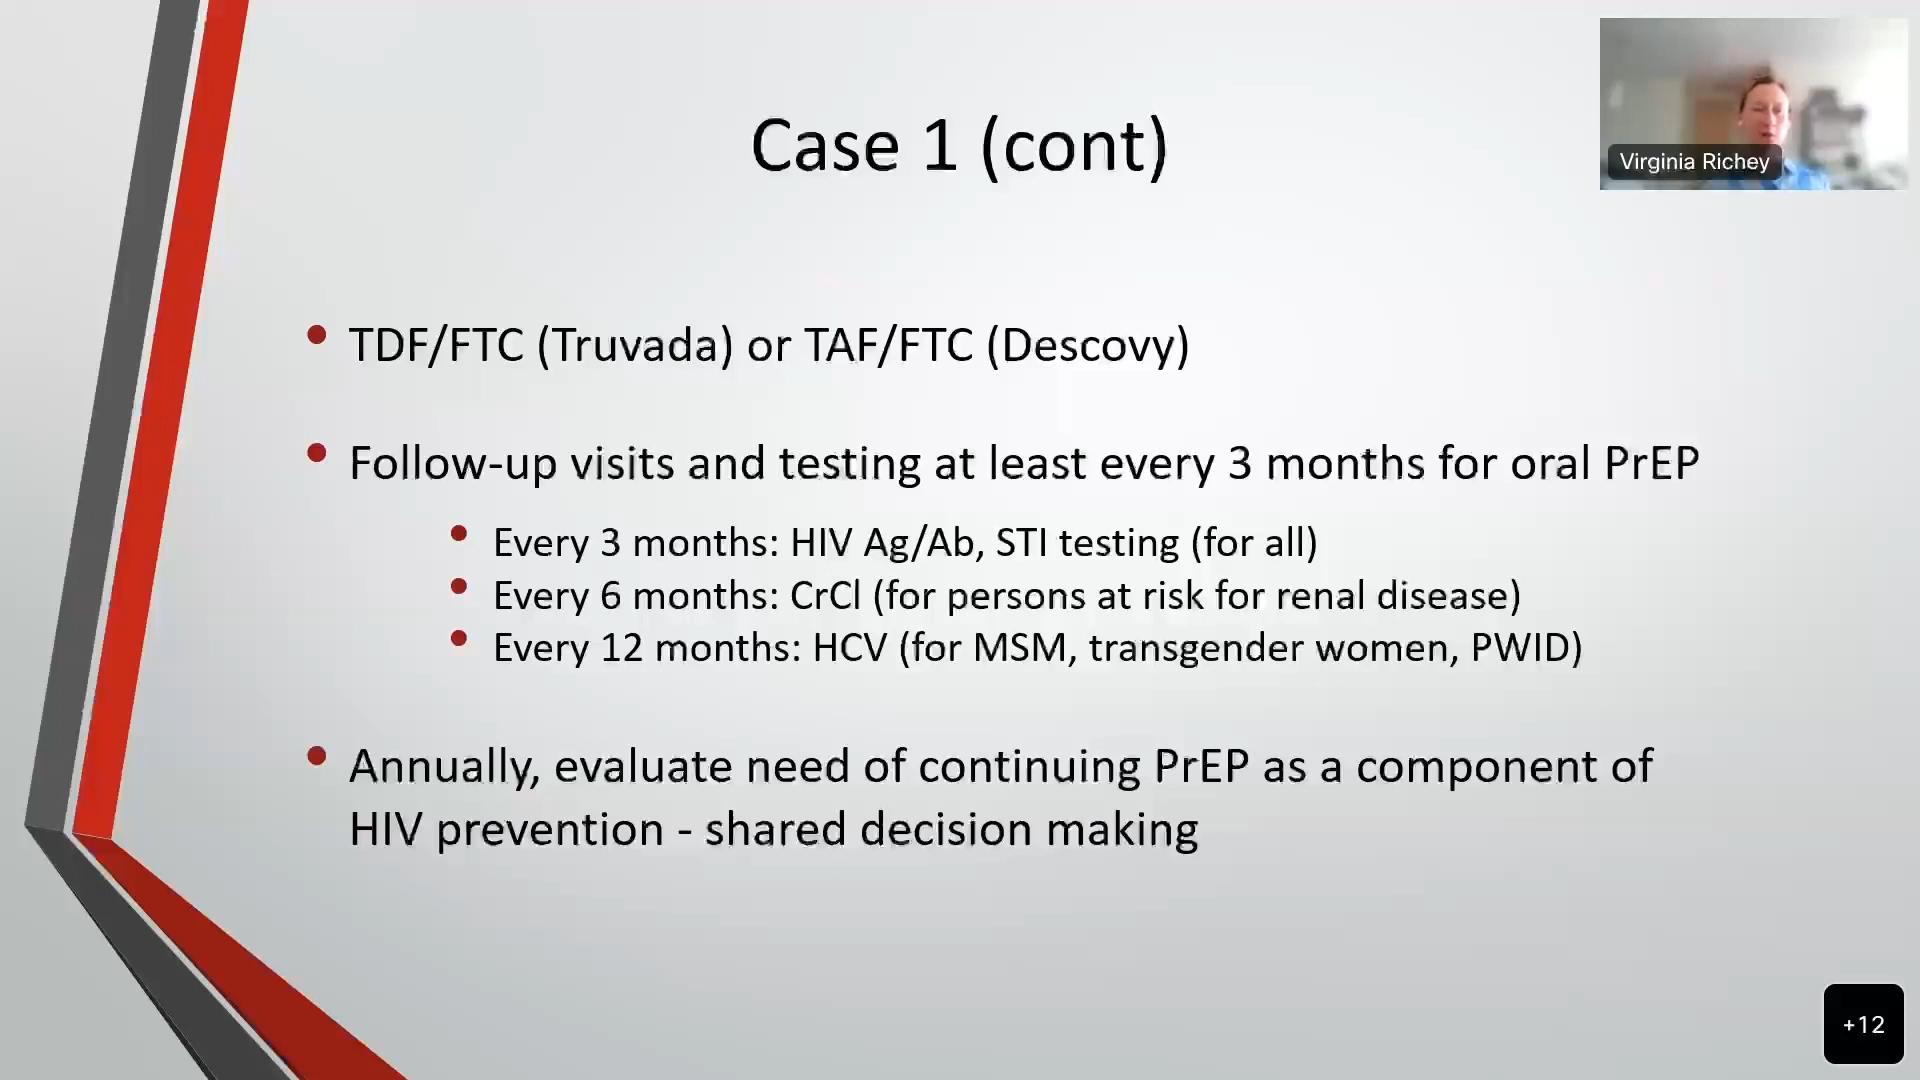 Case 1 (cont)
Virginia Richey
• TDF/FTC (Truvada) or TAF/FTC (Descovy)
• Follow-up visits and testing at least every 3 months for oral PrEP
• Every 3 months: HIV Ag/Ab, STI testing (for all)
• Every 6 months: CrCl (for persons at risk for renal disease)
• Every 12 months: HCV (for MSM, transgender women, PWID)
• Annually, evaluate need of continuing PrEP as a component of
HIV prevention - shared decision making
+12